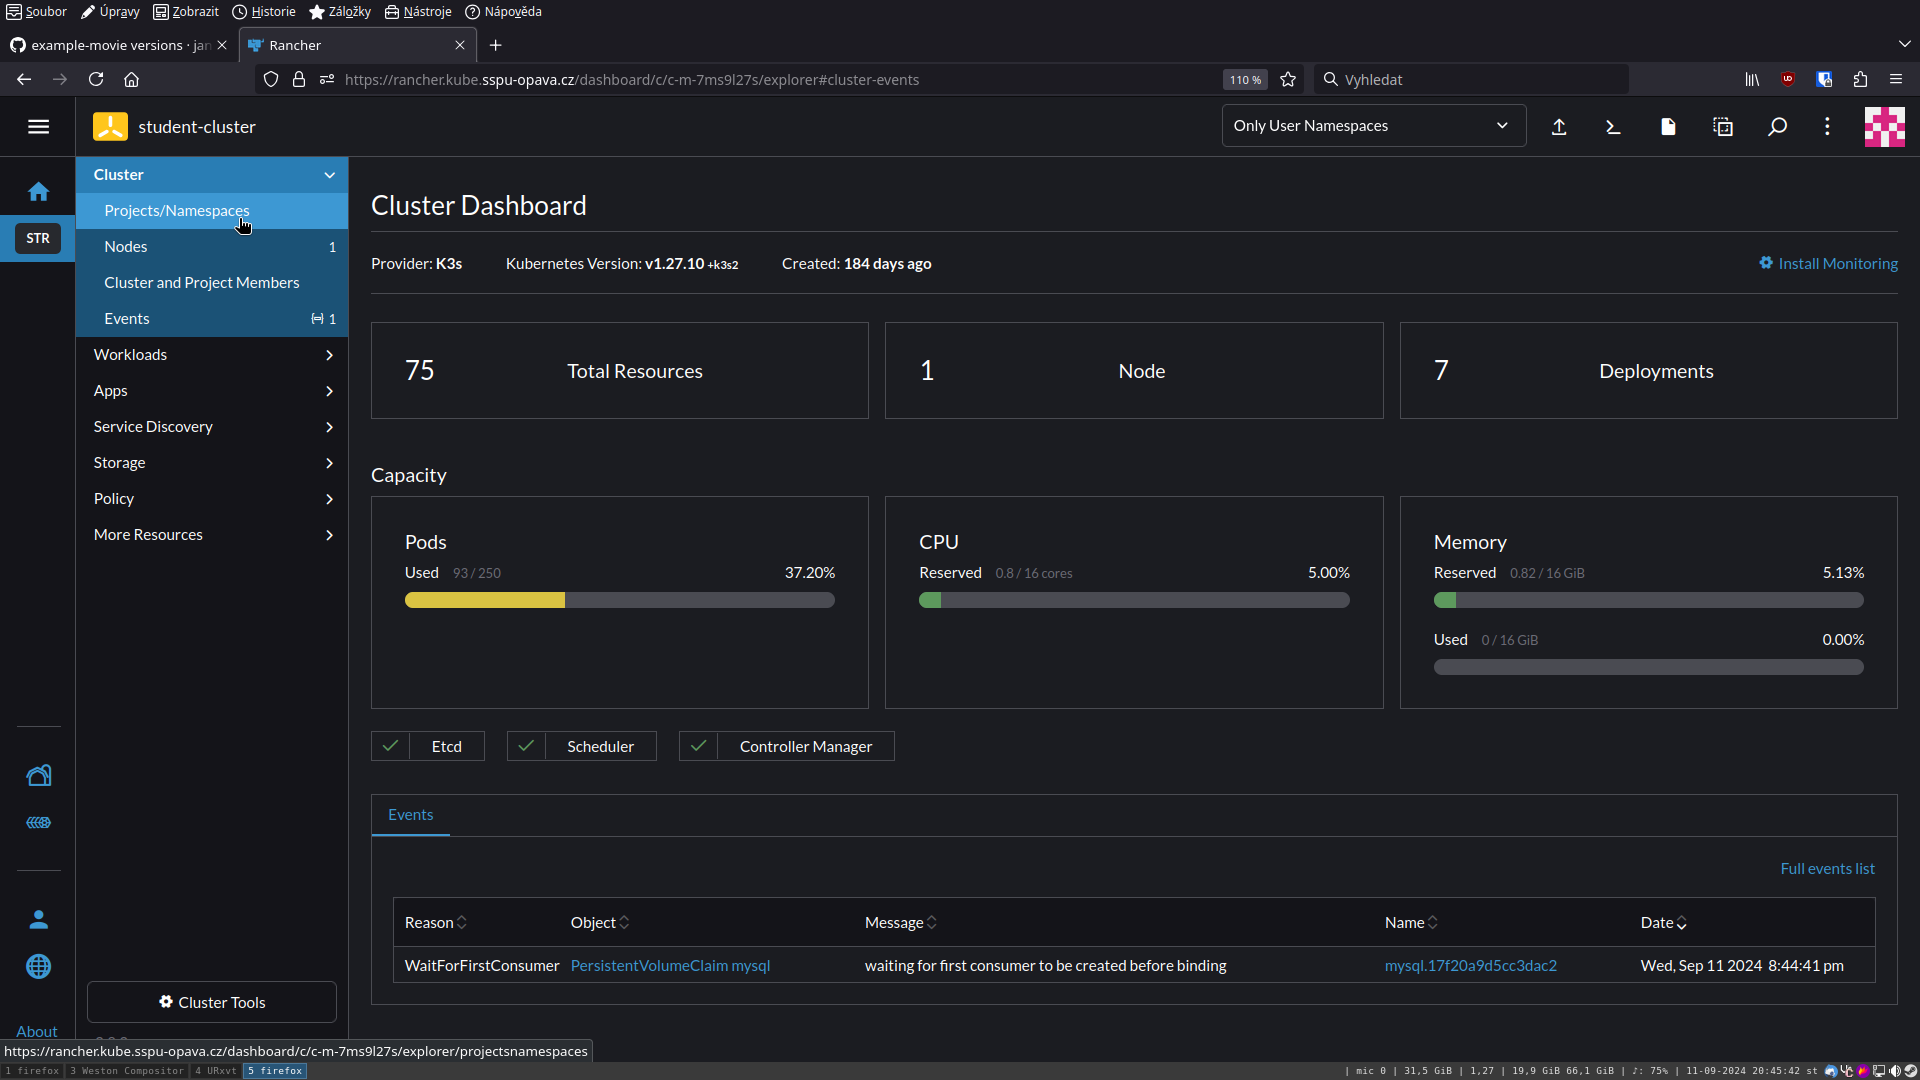 Soubor Úpravy Zobrazit Historie Záložky Nástroje Nápověda
example-movie versions · jan Rancher
https://rancher.kube.sspu-opava.cz/dashboard/c/c-m-7ms9l27s/explorer#cluster-events 110 % Vyhledat
student-cluster Only User Namespaces
STR
Cluster
Projects/Namespaces
Nodes 1
Cluster and Project Members
Events 1
Workloads
Apps
Service Discovery
Storage
Policy
More Resources
Cluster Tools
About
Cluster Dashboard
Provider: K3s Kubernetes Version: v1.27.10 +k3s2 Created: 184 days ago Install Monitoring
75 Total Resources 1 Node 7 Deployments
Capacity
Pods
Used 93 / 250 37.20%
CPU
Reserved 0.8 / 16 cores 5.00%
Memory
Reserved 0.82 / 16 GiB 5.13%
Used 0 / 16 GiB 0.00%
Etcd Scheduler Controller Manager
Events
Full events list
Reason Object Message Name Date
WaitForFirstConsumer PersistentVolumeClaim mysql waiting for first consumer to be created before binding mysql.17f20a9d5cc3dac2 Wed, Sep 11 2024 8:44:41 pm
https://rancher.kube.sspu-opava.cz/dashboard/c/c-m-7ms9l27s/explorer/projectsnamespaces
1 firefox 3 Weston Compositor 4 URxvt 5 firefox | mic 0 | 31,5 GiB | 1,27 | 19,9 GiB 66,1 GiB | ♪: 75% | 11-09-2024 20:45:42 st